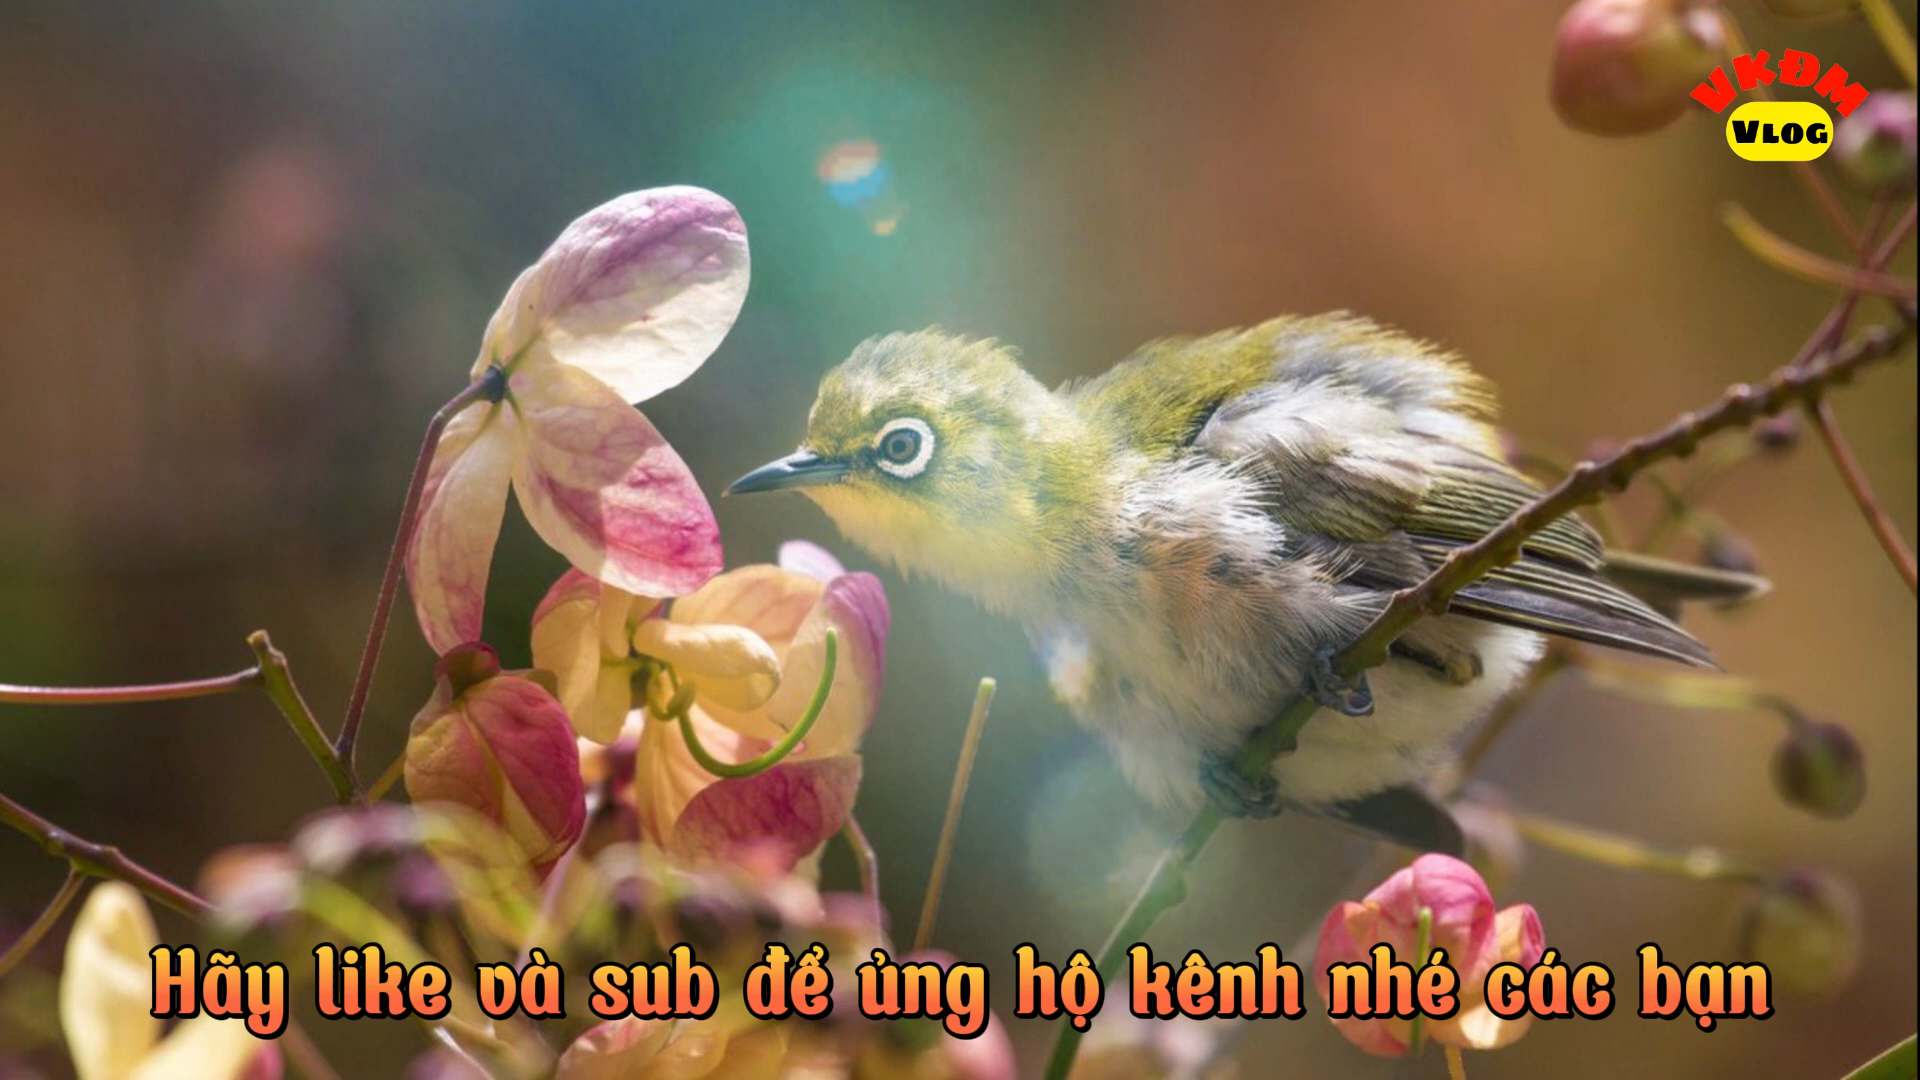 VKĐM
VLOG
Hãy like và sub để ủng hộ kênh nhé các bạn